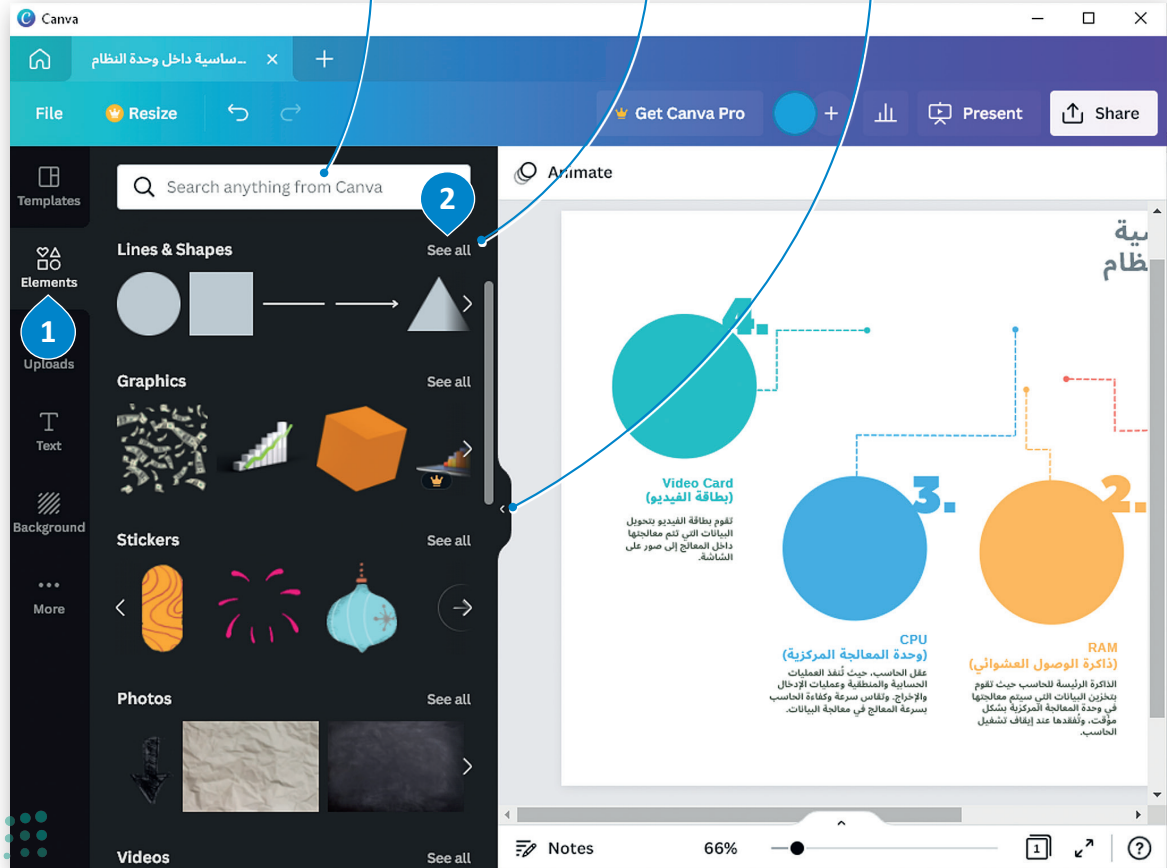 Canva
ساسية داخل وحدة النظام...
File
Resize
Get Canva Pro
Present
Share
Templates
Elements
1
Uploads
Text
Background
More
Search anything from Canva
2
Lines & Shapes
See all
Graphics
See all
Stickers
See all
Photos
See all
Videos
See all
Animate
4.
Video Card
(بطاقة الفيديو)
تقوم بطاقة الفيديو بتحويل
البيانات التي تتم معالجتها
داخل المعالج إلى صور على
الشاشة.
3.
CPU
(وحدة المعالجة المركزية)
عقل الحاسب، حيث تُنفذ العمليات
الحسابية والمنطقية وعمليات الإدخال
والإخراج. وتقاس سرعة وكفاءة الحاسب
بسرعة المعالج في معالجة البيانات.
2.
RAM
(ذاكرة الوصول العشوائي)
الذاكرة الرئيسة للحاسب حيث تقوم
بتخزين البيانات التي سيتم معالجتها
في وحدة المعالجة المركزية بشكل
مؤقت، وتُفقدها عند إيقاف تشغيل
الحاسب.
Notes
66%
1